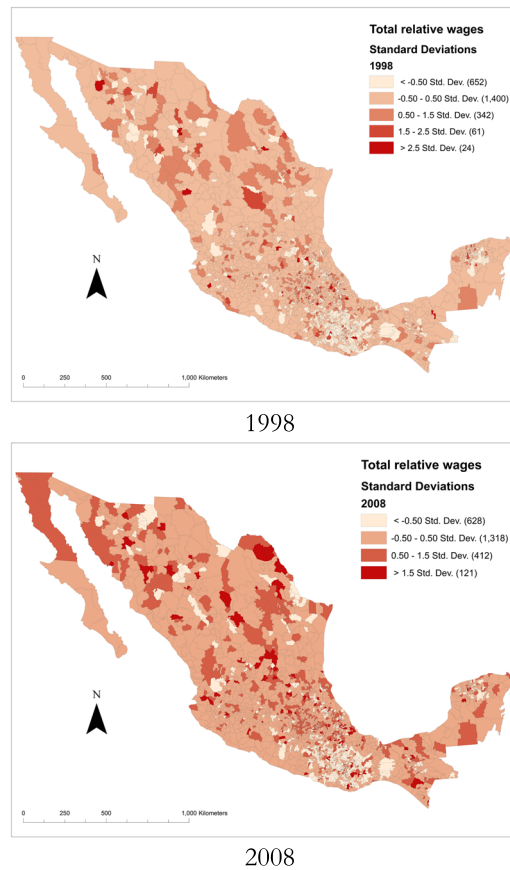 Total relative wages
Standard Deviations
1998
< -0.50 Std. Dev. (652)
-0.50 - 0.50 Std. Dev. (1,400)
0.50 - 1.5 Std. Dev. (342)
1.5 - 2.5 Std. Dev. (61)
> 2.5 Std. Dev. (24)
N
0 250 500 1,000 Kilometers
1998
Total relative wages
Standard Deviations
2008
< -0.50 Std. Dev. (628)
-0.50 - 0.50 Std. Dev. (1,318)
0.50 - 1.5 Std. Dev. (412)
> 1.5 Std. Dev. (121)
N
0 250 500 1,000 Kilometers
2008